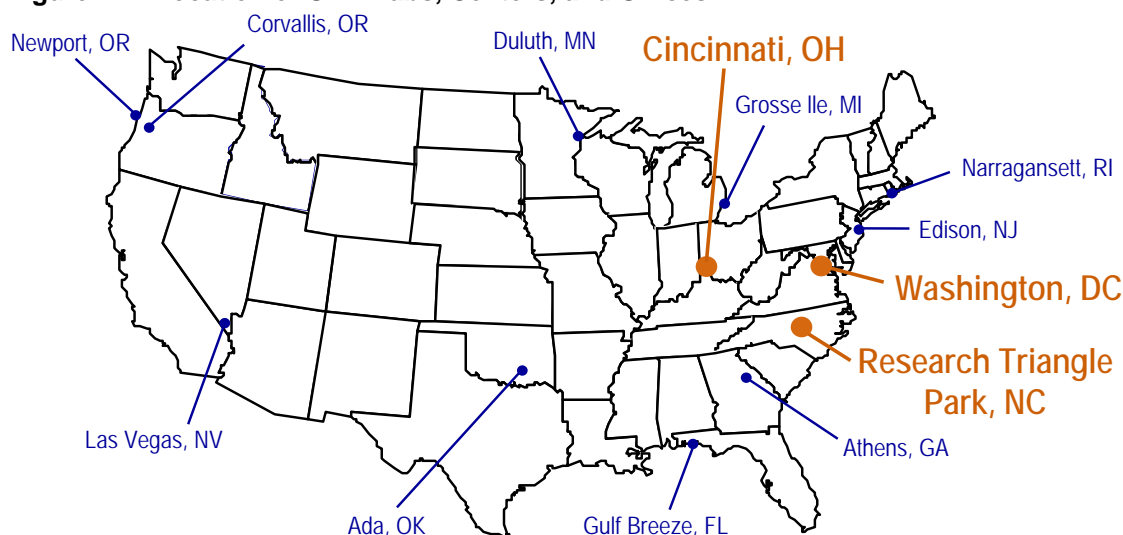 Corvallis, OR
Newport, OR
Duluth, MN
Cincinnati, OH
Grosse Ile, MI
Narragansett, RI
Edison, NJ
Washington, DC
Research Triangle
Park, NC
Las Vegas, NV
Athens, GA
Ada, OK
Gulf Breeze, FL